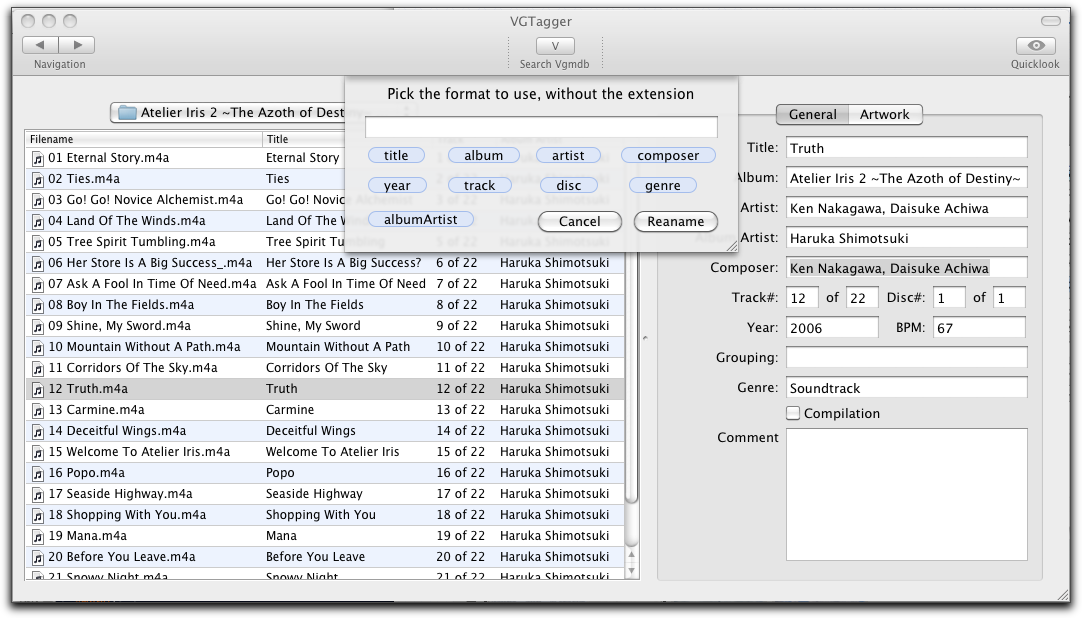 VGTagger
V
Navigation
Search Vgmdb
Quicklook
Pick the format to use, without the extension
title album artist composer
year track disc genre
albumArtist Cancel Reaname
Atelier Iris 2 ~The Azoth of Dest
Filename Title
01 Eternal Story.m4a Eternal Story
02 Ties.m4a Ties
03 Go! Go! Novice Alchemist.m4a Go! Go! Novic
04 Land Of The Winds.m4a Land Of The W
05 Tree Spirit Tumbling.m4a Tree Spirit Tumbling
06 Her Store Is A Big Success_.m4a Her Store Is A Big Success? 6 of 22 Haruka Shimotsuki
07 Ask A Fool In Time Of Need.m4a Ask A Fool In Time Of Need 7 of 22 Haruka Shimotsuki
08 Boy In The Fields.m4a Boy In The Fields 8 of 22 Haruka Shimotsuki
09 Shine, My Sword.m4a Shine, My Sword 9 of 22 Haruka Shimotsuki
10 Mountain Without A Path.m4a Mountain Without A Path 10 of 22 Haruka Shimotsuki
11 Corridors Of The Sky.m4a Corridors Of The Sky 11 of 22 Haruka Shimotsuki
12 Truth.m4a Truth 12 of 22 Haruka Shimotsuki
13 Carmine.m4a Carmine 13 of 22 Haruka Shimotsuki
14 Deceitful Wings.m4a Deceitful Wings 14 of 22 Haruka Shimotsuki
15 Welcome To Atelier Iris.m4a Welcome To Atelier Iris 15 of 22 Haruka Shimotsuki
16 Popo.m4a Popo 16 of 22 Haruka Shimotsuki
17 Seaside Highway.m4a Seaside Highway 17 of 22 Haruka Shimotsuki
18 Shopping With You.m4a Shopping With You 18 of 22 Haruka Shimotsuki
19 Mana.m4a Mana 19 of 22 Haruka Shimotsuki
20 Before You Leave.m4a Before You Leave 20 of 22 Haruka Shimotsuki
21 Snowy Night.m4a Snowy Night 21 of 22 Haruka Shimotsuki
General Artwork
Title: Truth
Album: Atelier Iris 2 ~The Azoth of Destiny~
Artist: Ken Nakagawa, Daisuke Achiwa
Artist: Haruka Shimotsuki
Composer: Ken Nakagawa, Daisuke Achiwa
Track#: 12 of 22 Disc#: 1 of 1
Year: 2006 BPM: 67
Grouping:
Genre: Soundtrack
Compilation
Comment